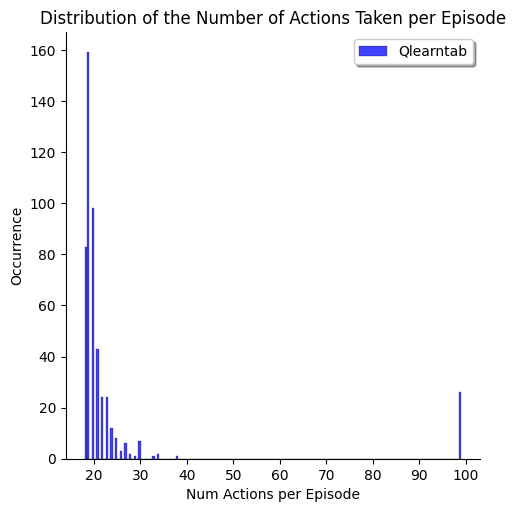 Distribution of the Number of Actions Taken per Episode
Qlearntab
160
140
120
100
80
60
40
20
0
Occurrence
20 30 40 50 60 70 80 90 100
Num Actions per Episode